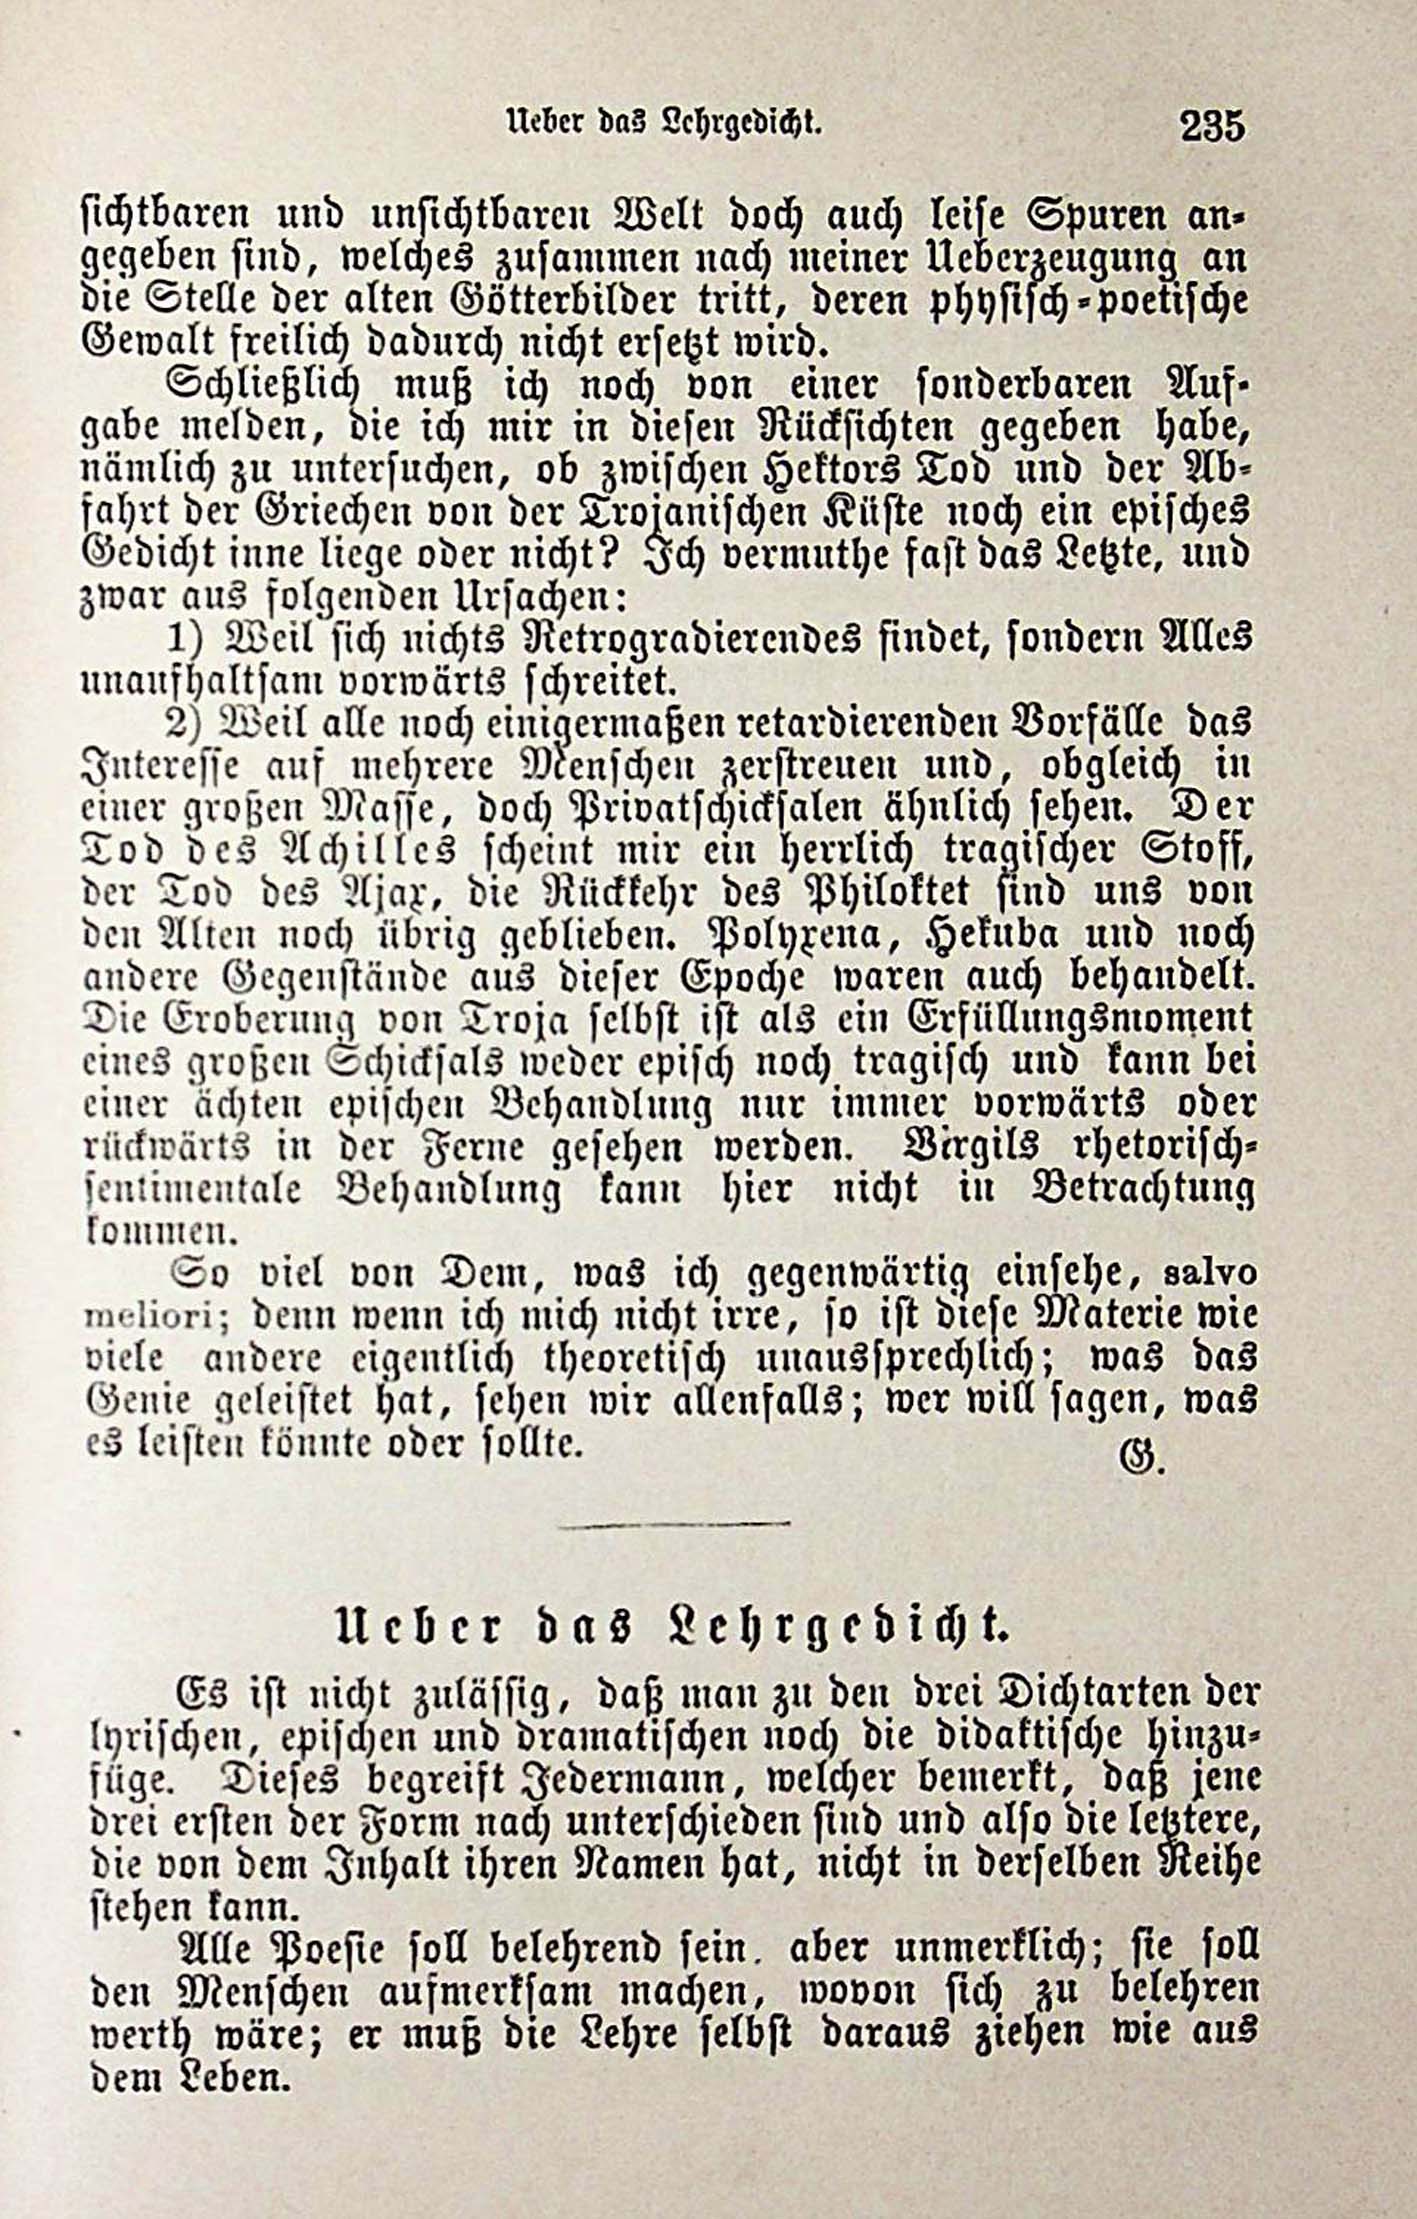 Ueber das Lehrgedicht. 235
sichtbaren und unsichtbaren Welt doch auch leise Spuren an-
gegeben sind, welches zusammen nach meiner Ueberzeugung an
die Stelle der alten Götterbilder tritt, deren physisch-poetische
Gewalt freilich dadurch nicht ersetzt wird.
Schließlich muß ich noch von einer sonderbaren Auf-
gabe melden, die ich mir in diesen Rücksichten gegeben habe,
nämlich zu untersuchen, ob zwischen Hektors Tod und der Ab-
fahrt der Griechen von der Trojanischen Küste noch ein episches
Gedicht inne liege oder nicht? Ich vermuthe fast das Letzte, und
zwar aus folgenden Ursachen:
1) Weil sich nichts Retrogradierendes findet, sondern Alles
unaufhaltsam vorwärts schreitet.
2) Weil alle noch einigermaßen retardierenden Vorfälle das
Interesse auf mehrere Menschen zerstreuen und, obgleich in
einer großen Masse, doch Privatschicksalen ähnlich sehen. Der
Tod des Achilles scheint mir ein herrlich tragischer Stoff,
der Tod des Ajax, die Rückkehr des Philoktet sind uns von
den Alten noch übrig geblieben. Polyxena, Hekuba und noch
andere Gegenstände aus dieser Epoche waren auch behandelt.
Die Eroberung von Troja selbst ist als ein Erfüllungsmoment
eines großen Schicksals weder episch noch tragisch und kann bei
einer ächten epischen Behandlung nur immer vorwärts oder
rückwärts in der Ferne gesehen werden. Virgils rhetorisch-
sentimentale Behandlung kann hier nicht in Betrachtung
kommen.
So viel von Dem, was ich gegenwärtig einsehe, salvo
meliori; denn wenn ich mich nicht irre, so ist diese Materie wie
viele andere eigentlich theoretisch unaussprechlich; was das
Genie geleistet hat, sehen wir allenfalls; wer will sagen, was
es leisten könnte oder sollte. G.
Ueber das Lehrgedicht.
Es ist nicht zulässig, daß man zu den drei Dichtarten der
lyrischen, epischen und dramatischen noch die didaktische hinzu-
füge. Dieses begreift Jedermann, welcher bemerkt, daß jene
drei ersten der Form nach unterschieden sind und also die letztere,
die von dem Inhalt ihren Namen hat, nicht in derselben Reihe
stehen kann.
Alle Poesie soll belehrend sein. aber unmerklich; sie soll
den Menschen aufmerksam machen, wovon sich zu belehren
werth wäre; er muß die Lehre selbst daraus ziehen wie aus
dem Leben.